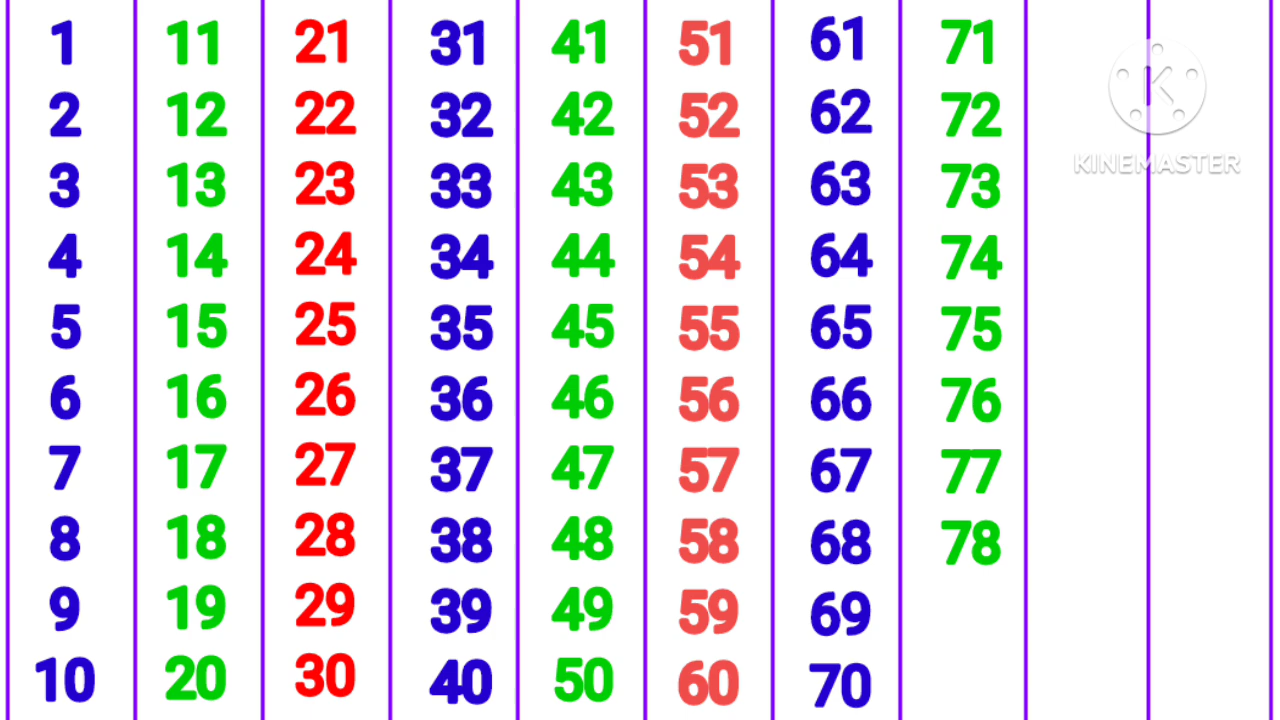 1 11 21 31 41 51 61 71
2 12 22 32 42 52 62 72
3 13 23 33 43 53 63 73
KINEMASTER
4 14 24 34 44 54 64 74
5 15 25 35 45 55 65 75
6 16 26 36 46 56 66 76
7 17 27 37 47 57 67 77
8 18 28 38 48 58 68 78
9 19 29 39 49 59 69
10 20 30 40 50 60 70